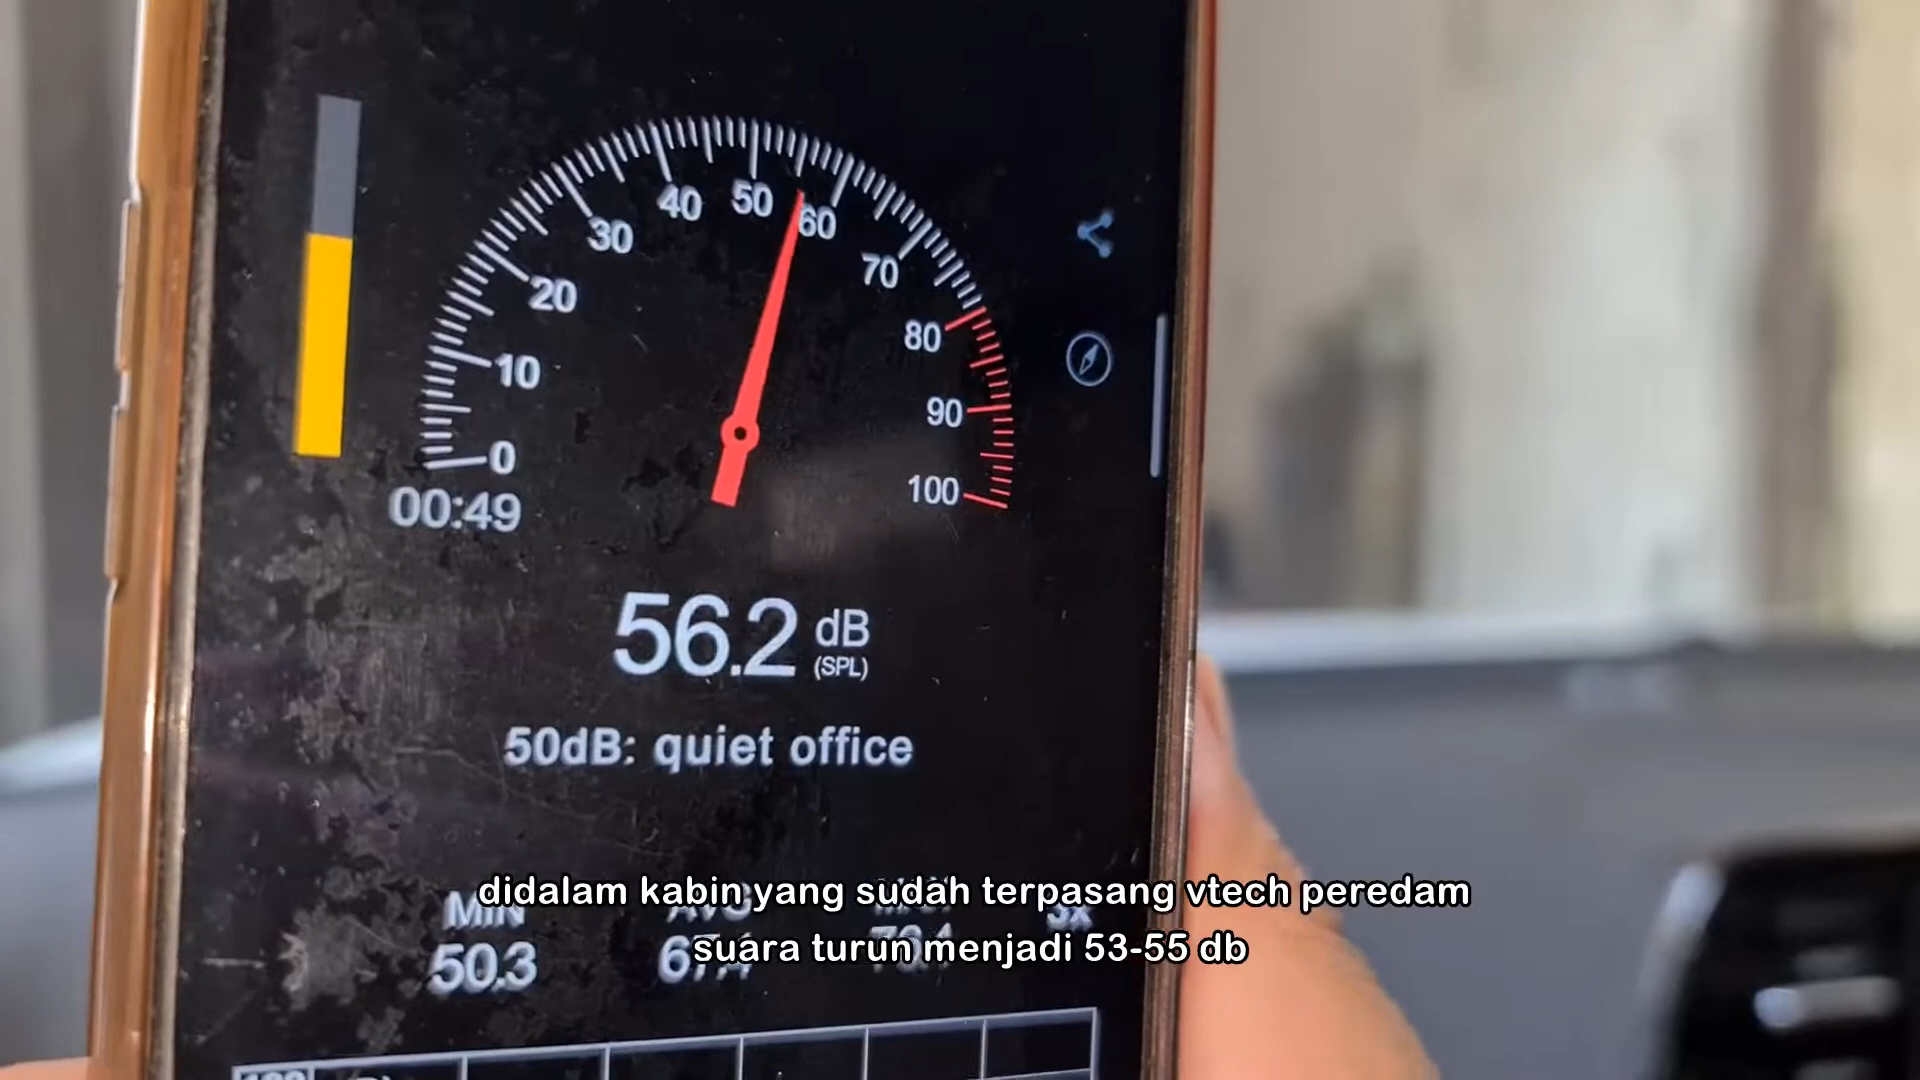 50
40
60
30
70
20
80
10
90
0
100
00:49
56.2 dB
(SPL)
50dB: quiet office
didalam kabin yang sudah terpasang vtech peredam
suara turun menjadi 53-55 db
MIN
50.3
3x